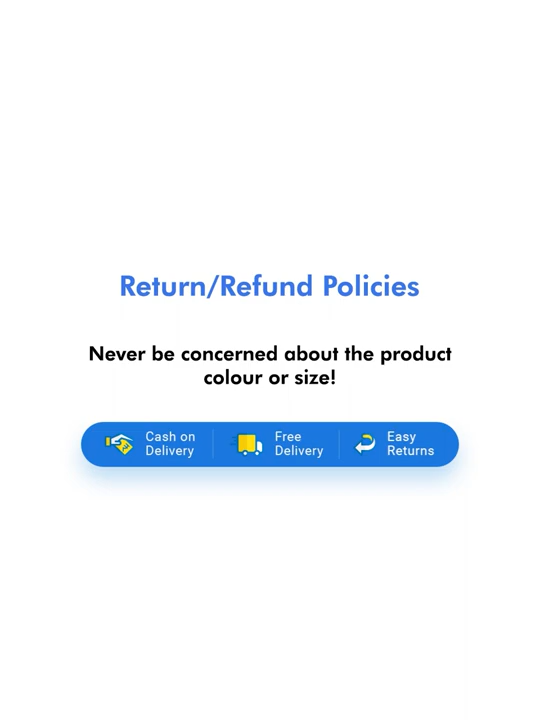 Return/Refund Policies
Never be concerned about the product
colour or size!
Cash on
Delivery
Free
Delivery
Easy
Returns